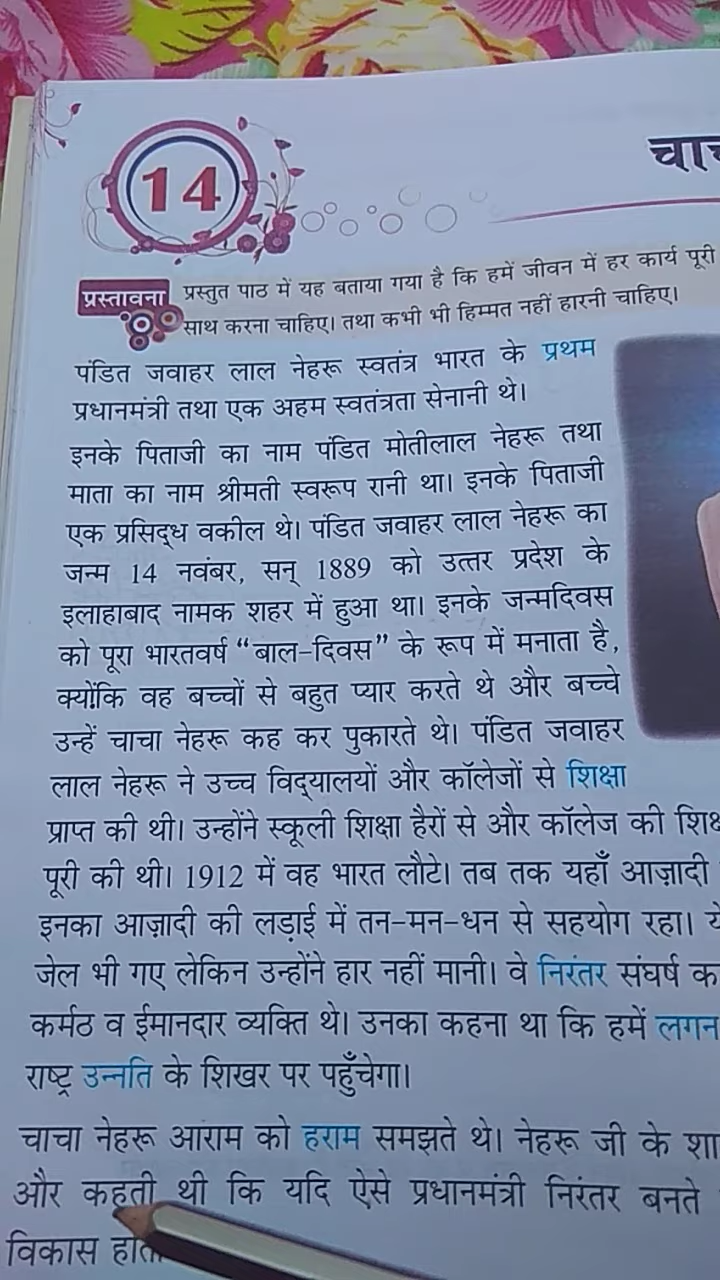 14
प्रस्तावना प्रस्तुत पाठ में यह बताया गया है कि हमें जीवन में हर कार्य पूरी
साथ करना चाहिए। तथा कभी भी हिम्मत नहीं हारनी चाहिए।
पंडित जवाहर लाल नेहरू स्वतंत्र भारत के प्रथम
प्रधानमंत्री तथा एक अहम स्वतंत्रता सेनानी थे।
इनके पिताजी का नाम पंडित मोतीलाल नेहरू तथा
माता का नाम श्रीमती स्वरूप रानी था। इनके पिताजी
एक प्रसिद्ध वकील थे। पंडित जवाहर लाल नेहरू का
जन्म 14 नवंबर, सन् 1889 को उत्तर प्रदेश के
इलाहाबाद नामक शहर में हुआ था। इनके जन्मदिवस
को पूरा भारतवर्ष “बाल-दिवस” के रूप में मनाता है,
क्योंकि वह बच्चों से बहुत प्यार करते थे और बच्चे
उन्हें चाचा नेहरू कह कर पुकारते थे। पंडित जवाहर
लाल नेहरू ने उच्च विद्यालयों और कॉलेजों से शिक्षा
प्राप्त की थी। उन्होंने स्कूली शिक्षा हैरों से और कॉलेज की
पूरी की थी। 1912 में वह भारत लौटे। तब तक यहाँ आज़ादी
इनका आज़ादी की लड़ाई में तन-मन-धन से सहयोग रहा।
जेल भी गए लेकिन उन्होंने हार नहीं मानी। वे निरंतर संघर्ष
कर्मठ व ईमानदार व्यक्ति थे। उनका कहना था कि हमें लगन
राष्ट्र उन्नति के शिखर पर पहुँचेगा।
चाचा नेहरू आराम को हराम समझते थे। नेहरू जी के
और कहती थी कि यदि ऐसे प्रधानमंत्री निरंतर बनते
विकास